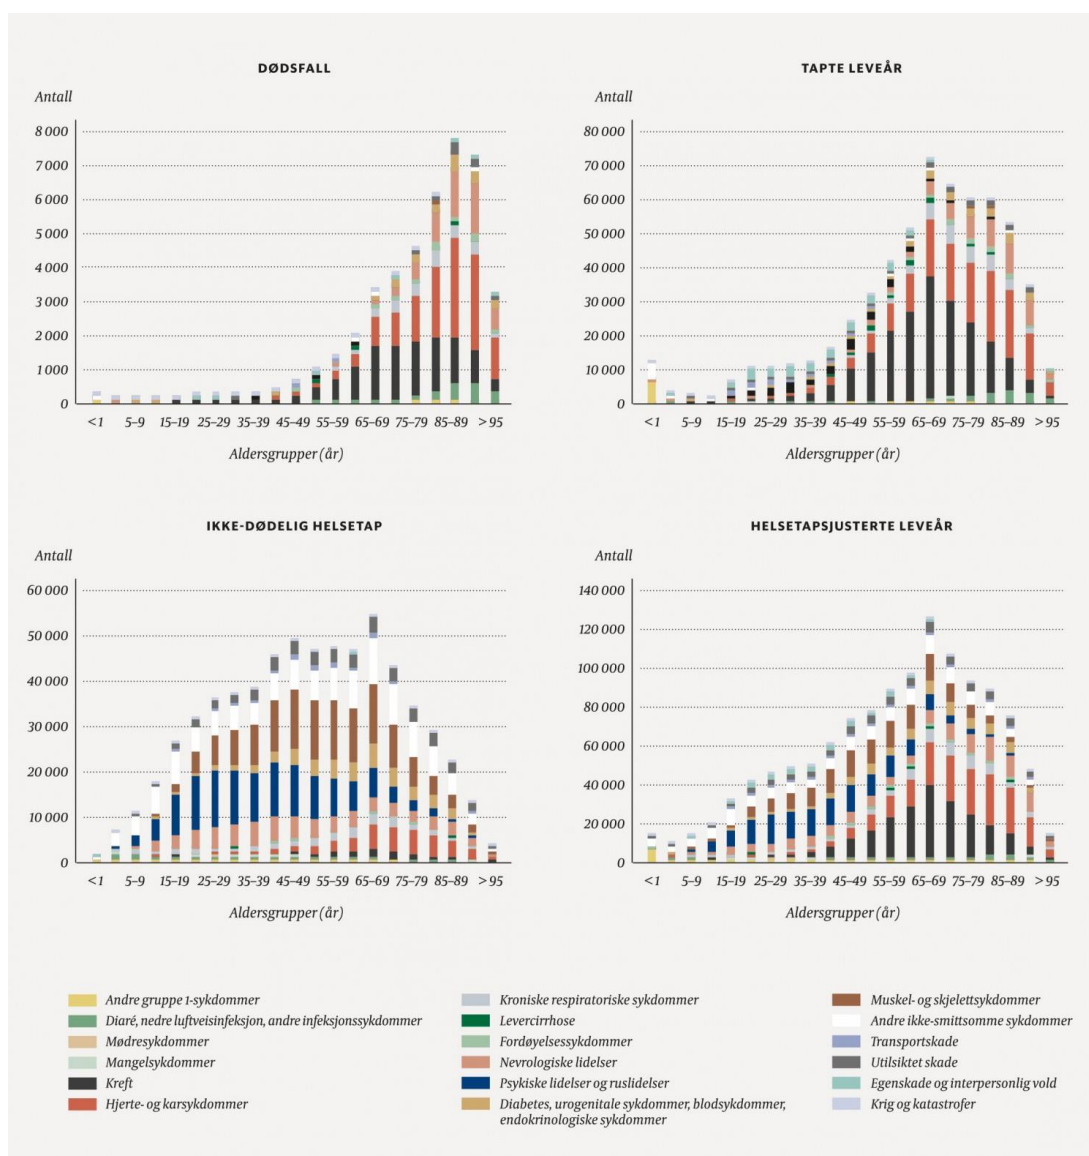 DØDSFALL
Antall
8 000
7 000
6 000
5 000
4 000
3 000
2 000
1 000
0
<1 5–9 15–19 25–29 35–39 45–49 55–59 65–69 75–79 85–89 >95
Aldersgrupper (år)
TAPTE LEVEÅR
Antall
80 000
70 000
60 000
50 000
40 000
30 000
20 000
10 000
0
<1 5–9 15–19 25–29 35–39 45–49 55–59 65–69 75–79 85–89 >95
Aldersgrupper (år)
IKKE-DØDELIG HELSETAP
Antall
60 000
50 000
40 000
30 000
20 000
10 000
0
<1 5–9 15–19 25–29 35–39 45–49 55–59 65–69 75–79 85–89 >95
Aldersgrupper (år)
HELSETAPSJUSTERTE LEVEÅR
Antall
140 000
120 000
100 000
80 000
60 000
40 000
20 000
0
<1 5–9 15–19 25–29 35–39 45–49 55–59 65–69 75–79 85–89 >95
Aldersgrupper (år)
Andre gruppe 1-sykdommer
Diaré, nedre luftveisinfeksjon, andre infeksjonssykdommer
Mødresykdommer
Mangelsykdommer
Kreft
Hjerte- og karsykdommer
Kroniske respiratoriske sykdommer
Levercirrhose
Fordøyelsessykdommer
Nevrologiske lidelser
Psykiske lidelser og ruslidelser
Diabetes, urogenitale sykdommer, blodsykdommer,
endokrinologiske sykdommer
Muskel- og skjelettsykdommer
Andre ikke-smittsomme sykdommer
Transportskade
Utilsiktet skade
Egenskade og interpersonlig vold
Krig og katastrofer